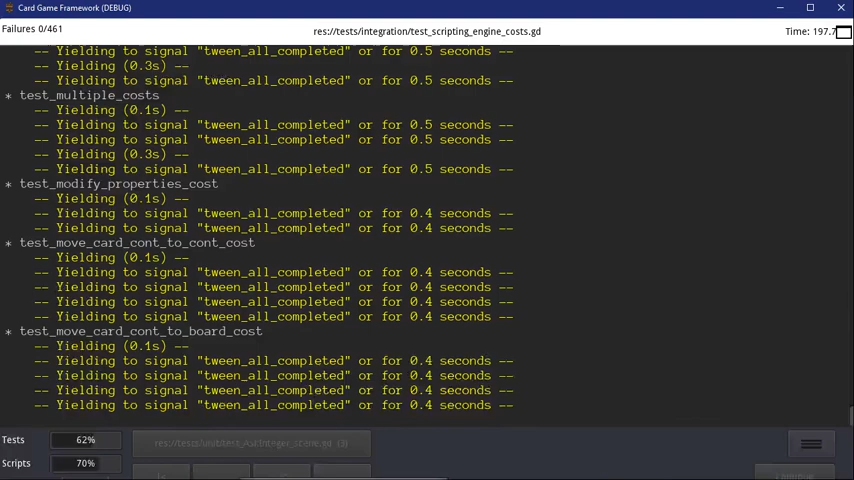 Card Game Framework (DEBUG)
Failures 0/461
res://tests/integration/test_scripting_engine_costs.gd
Time: 197.7
-- Yielding to signal "tween_all_completed" or for 0.5 seconds --
-- Yielding (0.3s) --
-- Yielding to signal "tween_all_completed" or for 0.5 seconds --
* test_multiple_costs
-- Yielding (0.1s) --
-- Yielding to signal "tween_all_completed" or for 0.5 seconds --
-- Yielding to signal "tween_all_completed" or for 0.5 seconds --
-- Yielding (0.3s) --
-- Yielding to signal "tween_all_completed" or for 0.5 seconds --
* test_modify_properties_cost
-- Yielding (0.1s) --
-- Yielding to signal "tween_all_completed" or for 0.4 seconds --
-- Yielding to signal "tween_all_completed" or for 0.4 seconds --
* test_move_card_cont_to_cont_cost
-- Yielding (0.1s) --
-- Yielding to signal "tween_all_completed" or for 0.4 seconds --
-- Yielding to signal "tween_all_completed" or for 0.4 seconds --
-- Yielding to signal "tween_all_completed" or for 0.4 seconds --
-- Yielding to signal "tween_all_completed" or for 0.4 seconds --
* test_move_card_cont_to_board_cost
-- Yielding (0.1s) --
-- Yielding to signal "tween_all_completed" or for 0.4 seconds --
-- Yielding to signal "tween_all_completed" or for 0.4 seconds --
-- Yielding to signal "tween_all_completed" or for 0.4 seconds --
-- Yielding to signal "tween_all_completed" or for 0.4 seconds --
Tests 62%
Scripts 70%